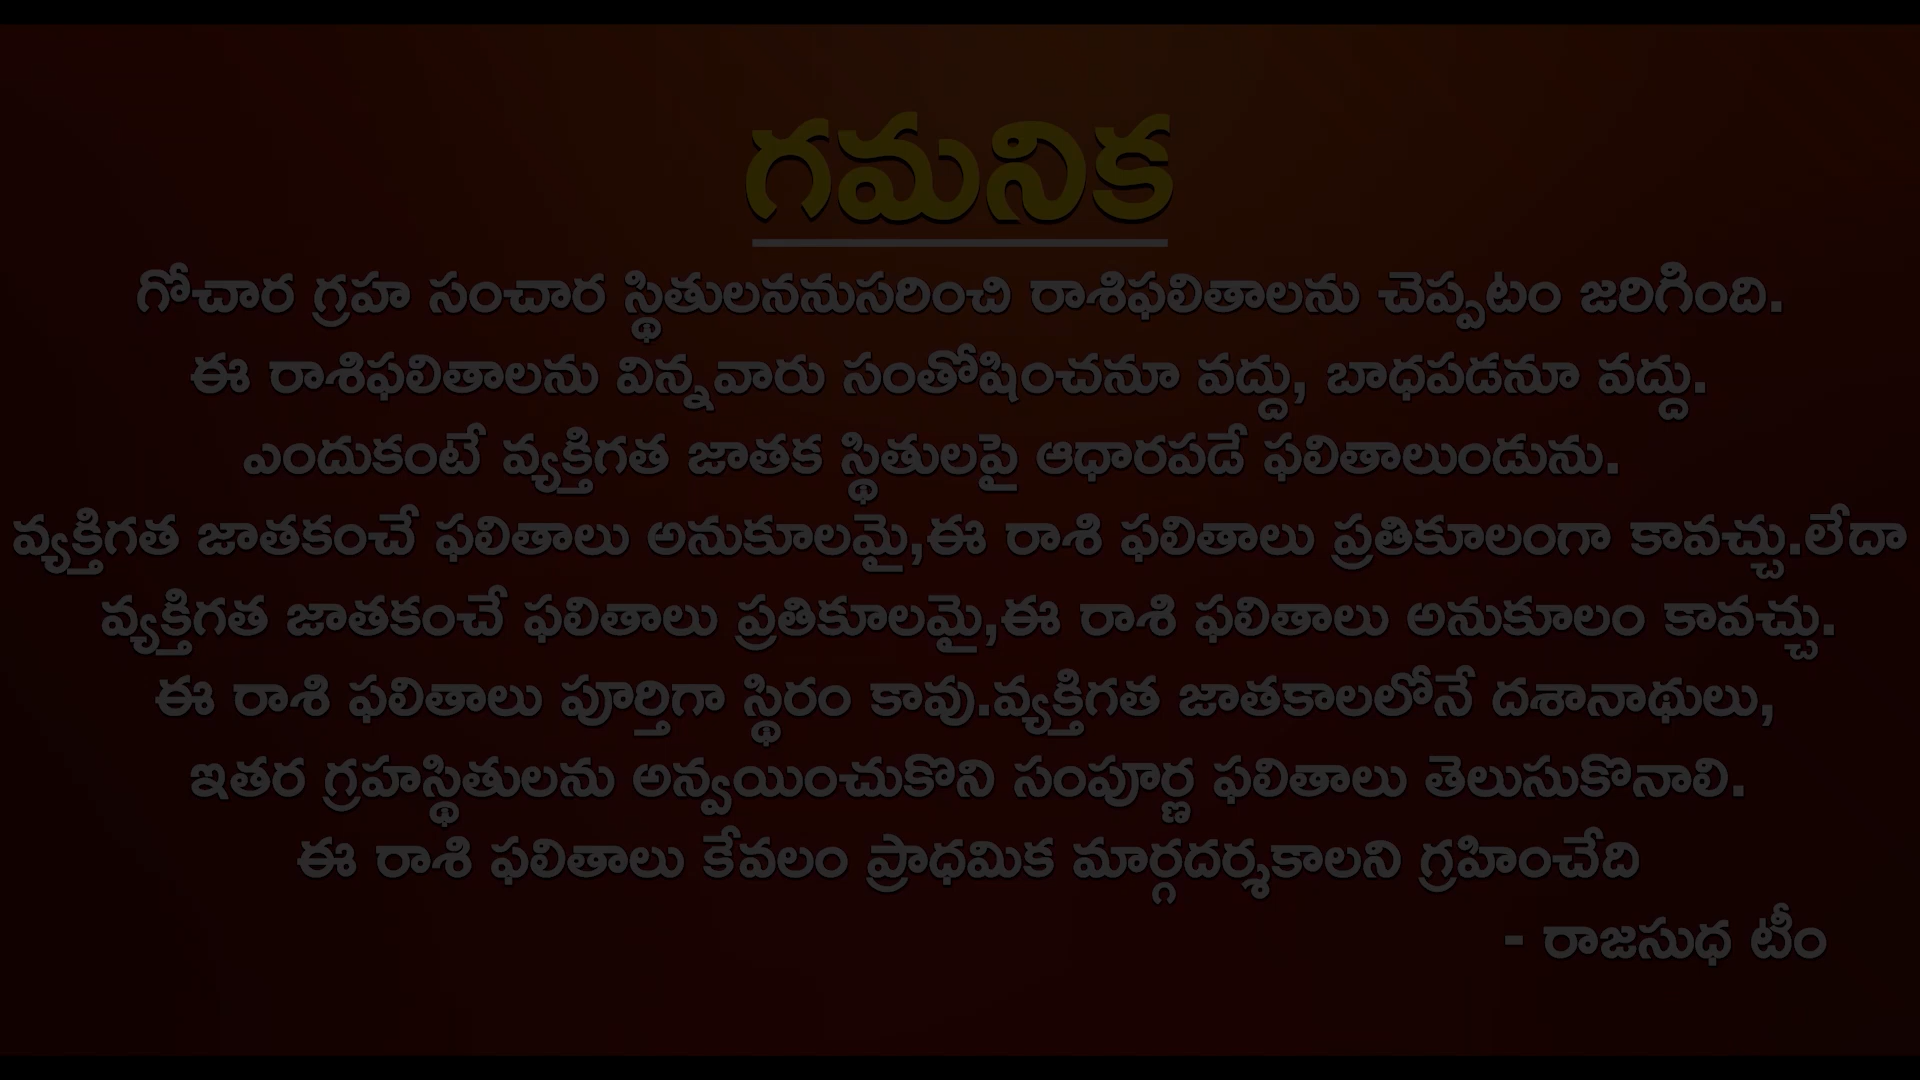 గమనిక
గోచార గ్రహ సంచార స్థితులననుసరించి రాశిఫలితాలను చెప్పటం జరిగింది.
ఈ రాశిఫలితాలను విన్నవారు సంతోషించనూ వద్దు, బాధపడనూ వద్దు.
ఎందుకంటే వ్యక్తిగత జాతక స్థితులపై ఆధారపడే ఫలితాలుండును.
వ్యక్తిగత జాతకంచే ఫలితాలు అనుకూలమై,ఈ రాశి ఫలితాలు ప్రతికూలంగా కావచ్చు.లేదా
వ్యక్తిగత జాతకంచే ఫలితాలు ప్రతికూలమై,ఈ రాశి ఫలితాలు అనుకూలం కావచ్చు.
ఈ రాశి ఫలితాలు పూర్తిగా స్థిరం కావు.వ్యక్తిగత జాతకాలలోనే దశానాథులు,
ఇతర గ్రహస్థితులను అన్వయించుకొని సంపూర్ణ ఫలితాలు తెలుసుకొనాలి.
ఈ రాశి ఫలితాలు కేవలం ప్రాధమిక మార్గదర్శకాలని గ్రహించేది
- రాజసుధ టీం